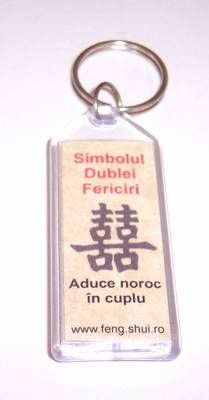 Simbolul
Dublei
Fericiri
囍
Aduce noroc
în cuplu
www.feng.shui.ro